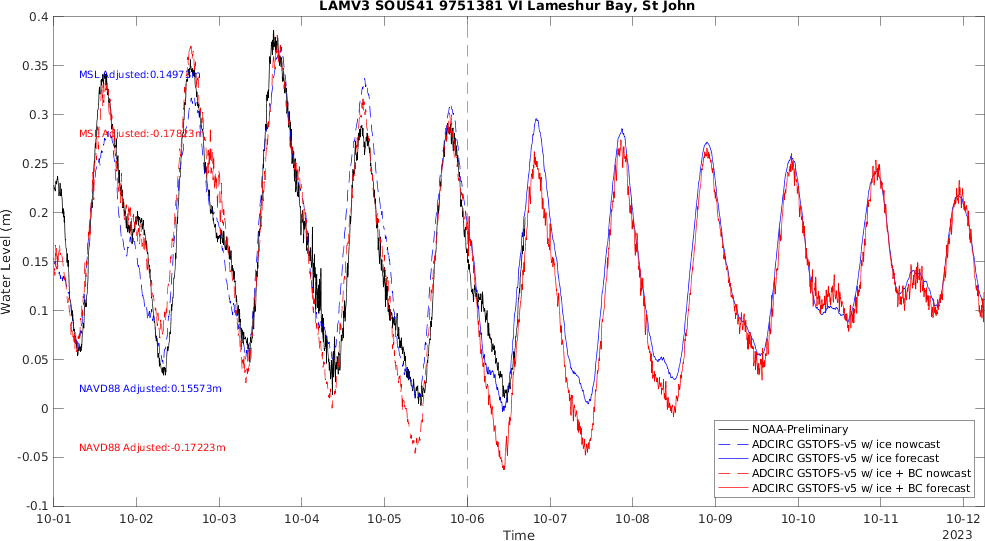 LAMV3 SOUS41 9751381 VI Lameshur Bay, St John
0.4
0.35
0.3
0.25
0.2
0.15
0.1
0.05
0
-0.05
-0.1
Water Level (m)
MSL Adjusted:0.1497 m
MSL Adjusted:-0.17823m
NAVD88 Adjusted:0.15573m
NAVD88 Adjusted:-0.17223m
NOAA-Preliminary
ADCIRC GSTOFS-v5 w/ ice nowcast
ADCIRC GSTOFS-v5 w/ ice forecast
ADCIRC GSTOFS-v5 w/ ice + BC nowcast
ADCIRC GSTOFS-v5 w/ ice + BC forecast
10-01 10-02 10-03 10-04 10-05 10-06 10-07 10-08 10-09 10-10 10-11 10-12
Time
2023